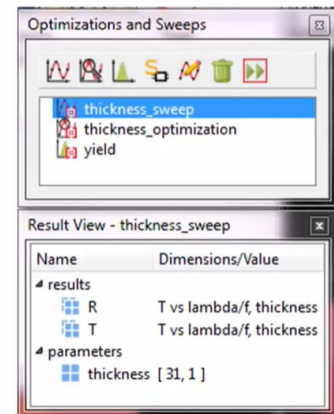 Optimizations and Sweeps
thickness_sweep
thickness_optimization
yield
Result View - thickness_sweep
Name Dimensions/Value
results
R T vs lambda/f, thickness
T T vs lambda/f, thickness
parameters
thickness [ 31, 1 ]